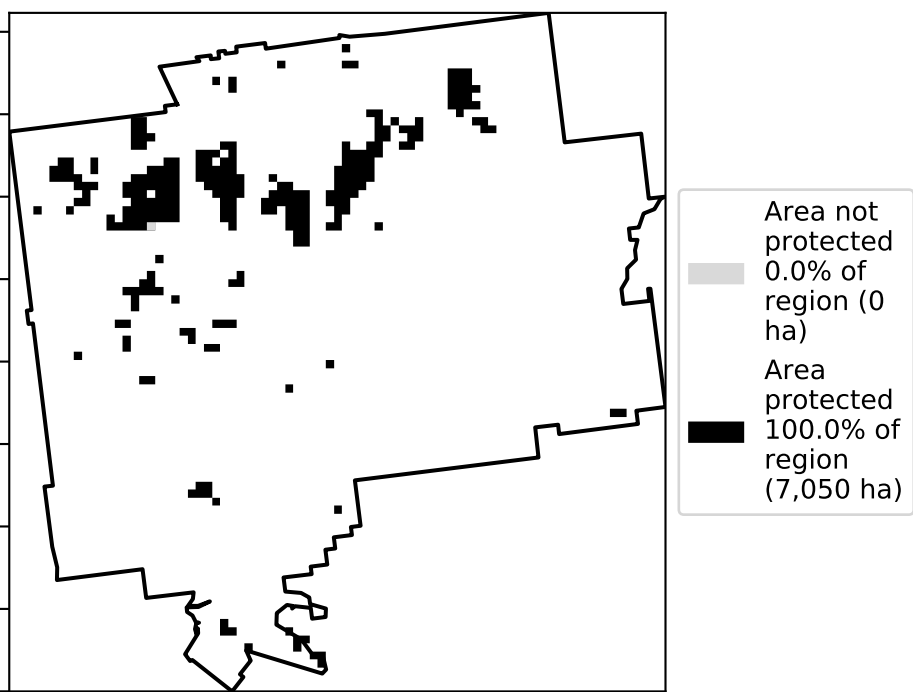 Area not
protected
0.0% of
region (0
ha)
Area
protected
100.0% of
region
(7,050 ha)